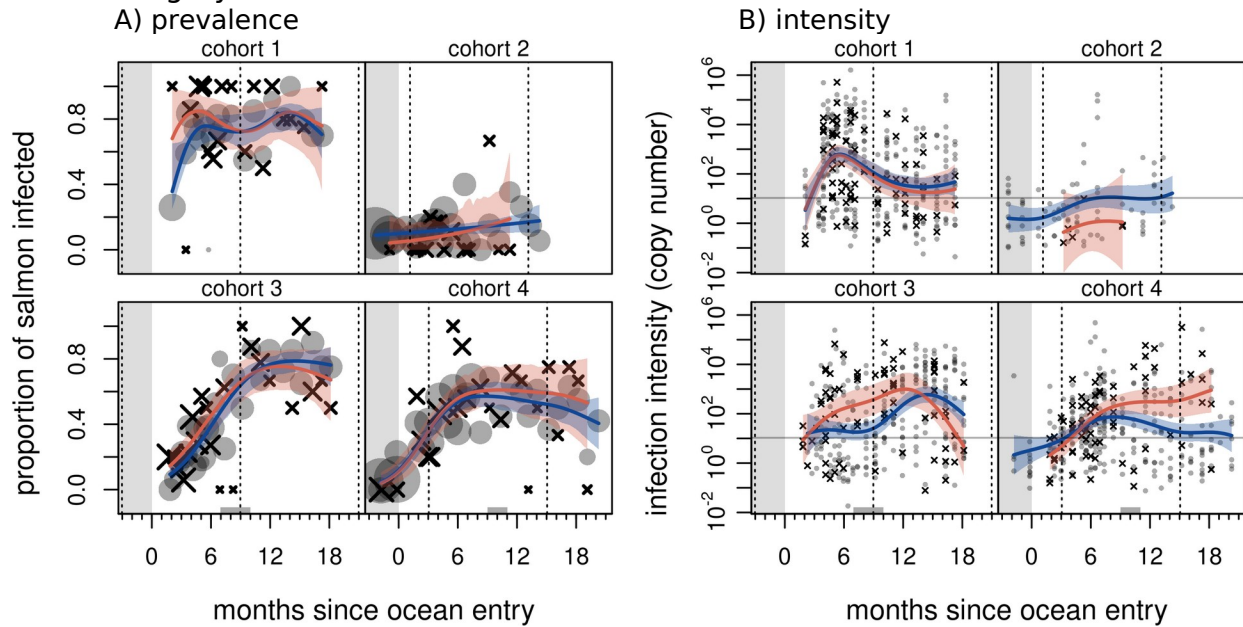 A) prevalence
B) intensity
cohort 1
cohort 2
cohort 1
cohort 2
proportion of salmon infected
0.0 0.4 0.8
infection intensity (copy number)
10^-2 10^0 10^2 10^4 10^6
cohort 3
cohort 4
cohort 3
cohort 4
0.0 0.4 0.8
10^-2 10^0 10^2 10^4 10^6
0 6 12 18
0 6 12 18
0 6 12 18
0 6 12 18
months since ocean entry
months since ocean entry